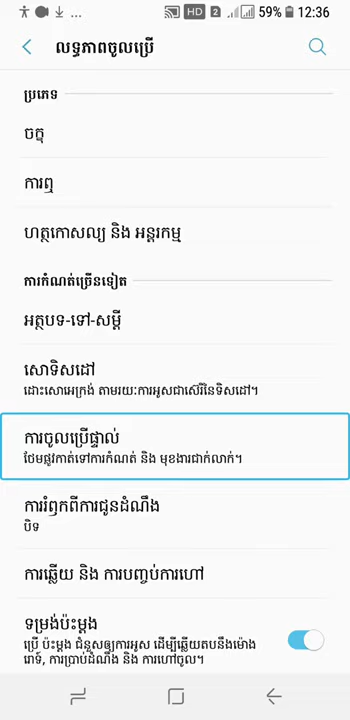 ... HD 2 59% 12:36
លទ្ធភាពចូលប្រើ
ប្រភេទ
ចក្ខុ
ការឮ
ហត្ថកោសល្យ និង អន្តរកម្ម
ការកំណត់ច្រើនទៀត
អត្ថបទ-ទៅ-សម្ដី
សោទិសដៅ
ដោះសោអេក្រង់ តាមរយៈការអូសជាស៊េរីនៃទិសដៅ។
ការចូលប្រើផ្ទាល់
ថែមផ្លូវកាត់ទៅការកំណត់ និង មុខងារជាក់លាក់។
ការរំឭកពីការជូនដំណឹង
បិទ
ការឆ្លើយ និង ការបញ្ចប់ការហៅ
ទម្រង់ប៉ះម្ដង
ប្រើ ប៉ះម្ដង ជំនួសឲ្យការអូស ដើម្បីឆ្លើយតបនឹងម៉ោង
រោទ៍, ការប្រាប់ដំណឹង និង ការហៅចូល។